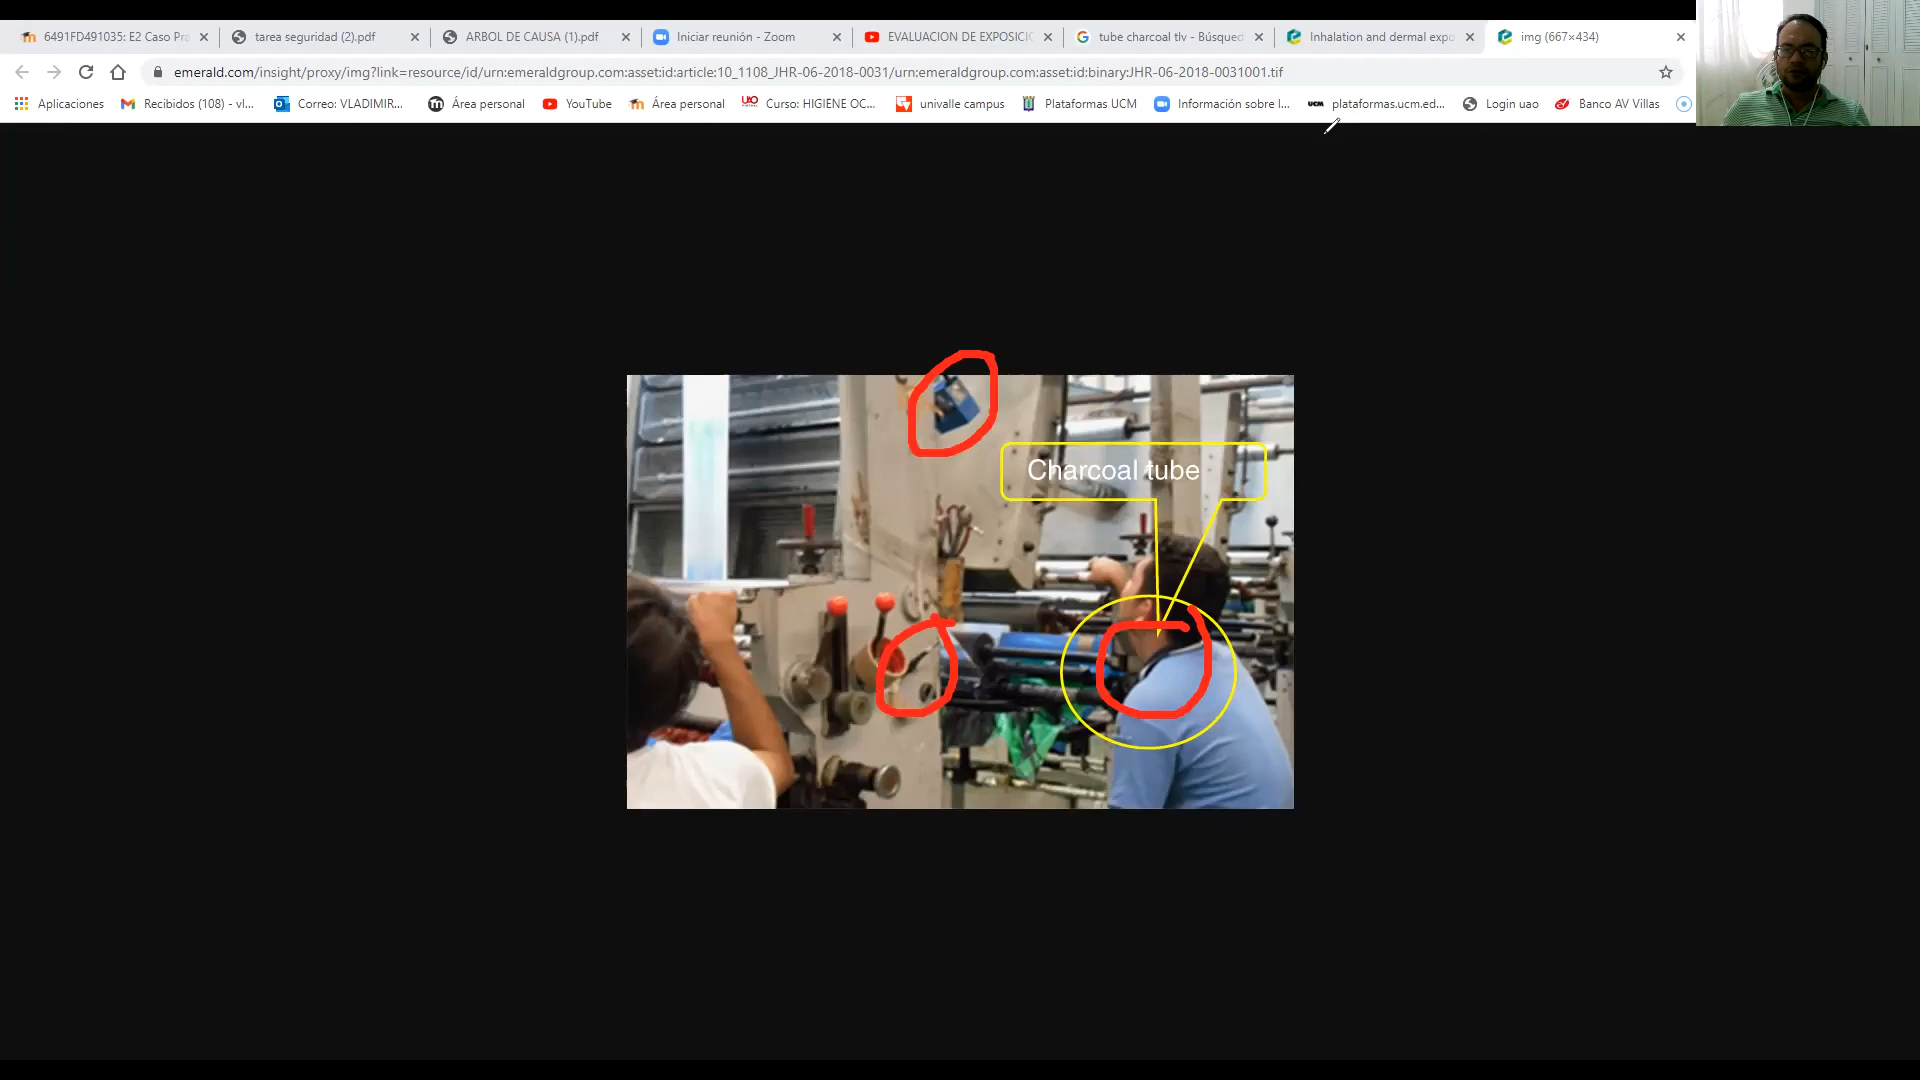 6491FD491035: E2 Caso Prá
tarea seguridad (2).pdf
ARBOL DE CAUSA (1).pdf
Iniciar reunión - Zoom
EVALUACION DE EXPOSICIO
tube charcoal tlv - Búsqued
Inhalation and dermal expo
img (667×434)
emerald.com/insight/proxy/img?link=resource/id/urn:emeraldgroup.com:asset:id:article:10_1108_JHR-06-2018-0031/urn:emeraldgroup.com:asset:id:binary:JHR-06-2018-0031001.tif
Aplicaciones
Recibidos (108) - vl...
Correo: VLADIMIR...
Área personal
YouTube
Área personal
UAO
Curso: HIGIENE OC...
univalle campus
Plataformas UCM
Información sobre l...
UCM
plataformas.ucm.ed...
Login uao
Banco AV Villas
Charcoal tube